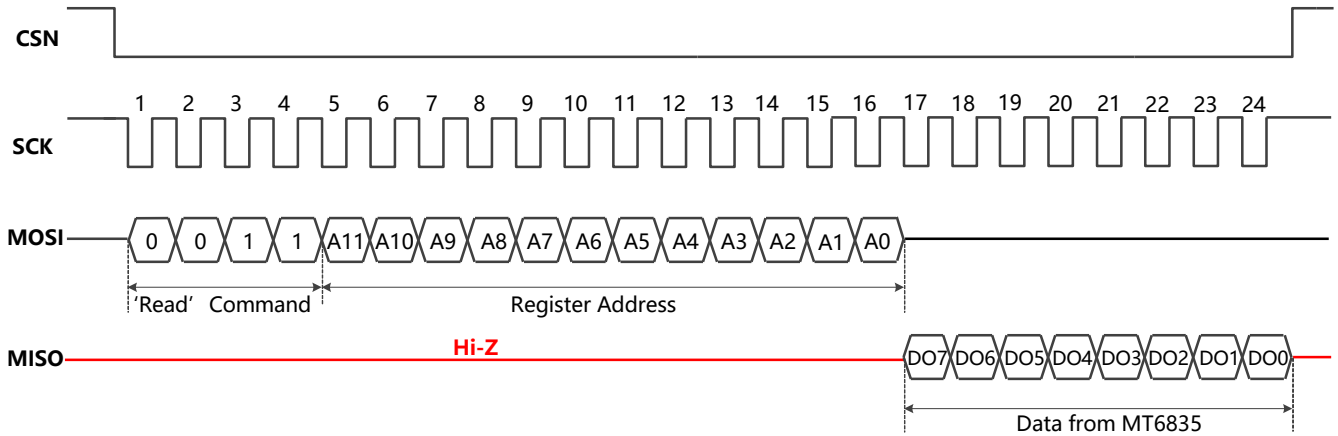 CSN
1 2 3 4 5 6 7 8 9 10 11 12 13 14 15 16 17 18 19 20 21 22 23 24
SCK
MOSI 0 0 1 1 A11 A10 A9 A8 A7 A6 A5 A4 A3 A2 A1 A0
'Read' Command Register Address
Hi-Z
MISO DO7 DO6 DO5 DO4 DO3 DO2 DO1 DO0
Data from MT6835